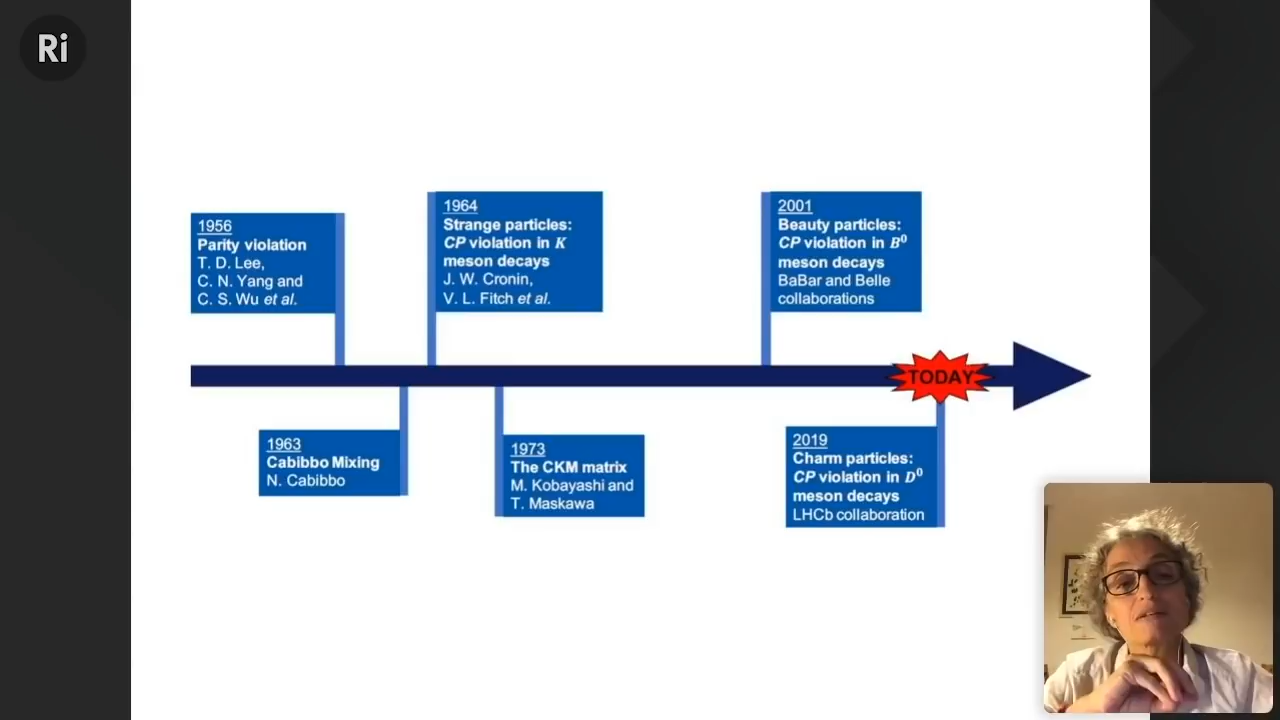 Ri
1956
Parity violation
T. D. Lee,
C. N. Yang and
C. S. Wu et al.
1964
Strange particles:
CP violation in K
meson decays
J. W. Cronin,
V. L. Fitch et al.
2001
Beauty particles:
CP violation in B⁰
meson decays
BaBar and Belle
collaborations
TODAY
1963
Cabibbo Mixing
N. Cabibbo
1973
The CKM matrix
M. Kobayashi and
T. Maskawa
2019
Charm particles:
CP violation in D⁰
meson decays
LHCb collaboration